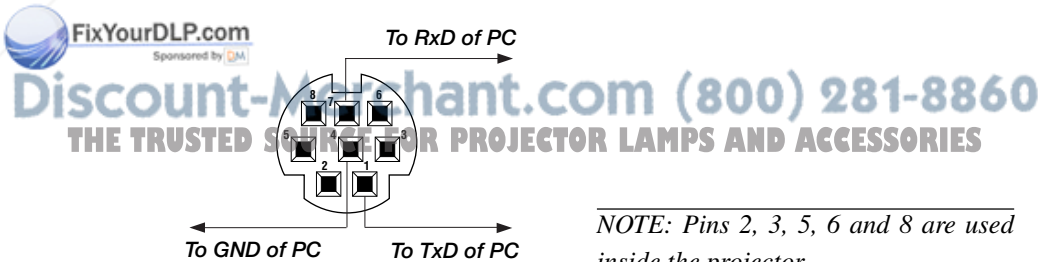 FixYourDLP.com
Sponsored by DM
To RxD of PC
Discount-Merchant.com (800) 281-8860
THE TRUSTED SOURCE FOR PROJECTOR LAMPS AND ACCESSORIES
8 7 6
5 4 3
2 1
To GND of PC
To TxD of PC
NOTE: Pins 2, 3, 5, 6 and 8 are used
inside the projector.